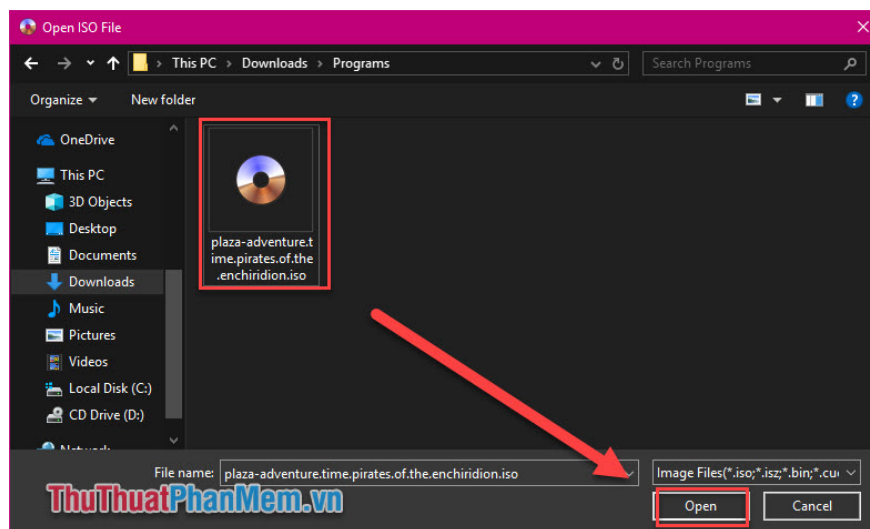 Open ISO File
This PC > Downloads > Programs
Search Programs
Organize
New folder
OneDrive
This PC
3D Objects
Desktop
Documents
Downloads
Music
Pictures
Videos
Local Disk (C:)
CD Drive (D:)
Network
plaza-adventure.t
ime.pirates.of.the
.enchiridion.iso
File name: plaza-adventure.time.pirates.of.the.enchiridion.iso
Image Files(*.iso;*.isz;*.bin;*.cu
Open
Cancel
ThuThuatPhanMem.vn